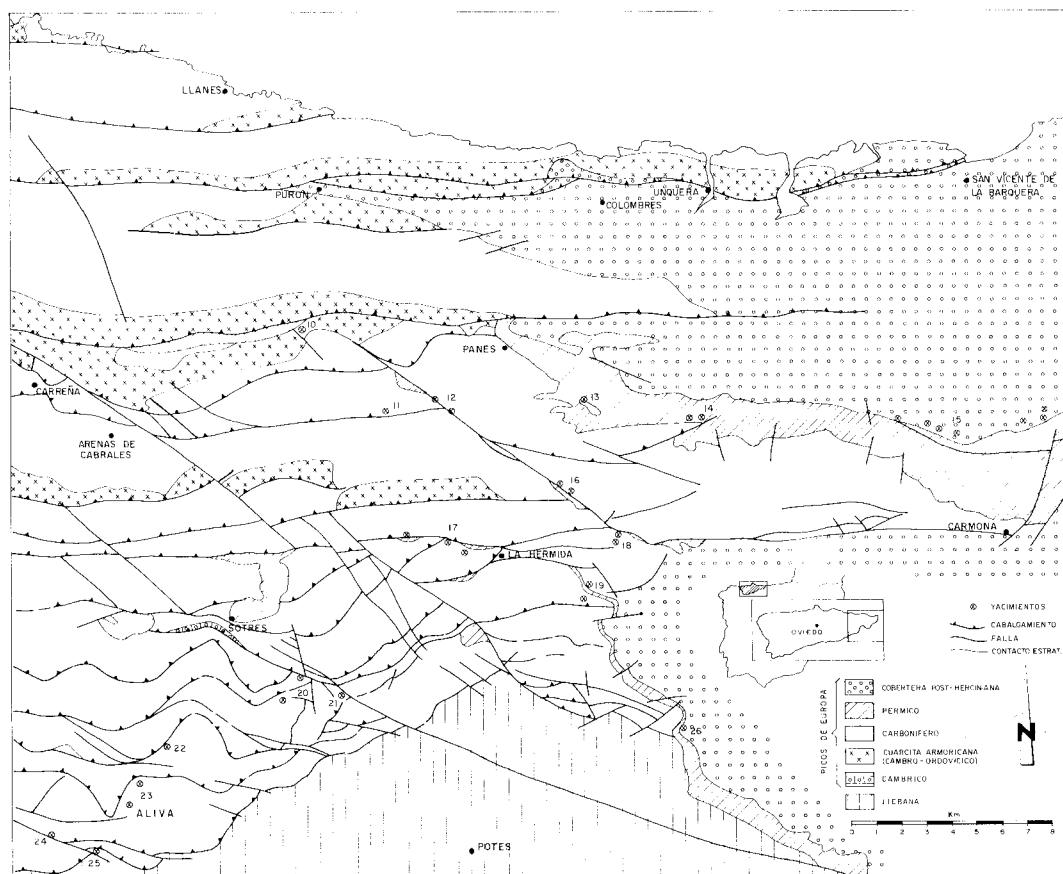 LLANES
PURON
UNQUERA
COLOMBRES
SAN VICENTE DE
LA BARQUERA
10
PANES
CARREÑA
11
12
13
14
15
ARENAS DE
CABRALES
16
17
LA HERMIDA
18
CARMONA
19
SOTRES
20
21
22
23
ALIVA
24
25
26
POTES
OVIEDO
YACIMIENTOS
CABALGAMIENTO
FALLA
CONTACTO ESTRAT.
PICOS DE EUROPA
COBERTERA POST-HERCINIANA
PERMICO
CARBONIFERO
CUARCITA ARMORICANA
(CAMBRO-ORDOVICICO)
CAMBRICO
LIEBANA
N
Km
0 1 2 3 4 5 6 7 8